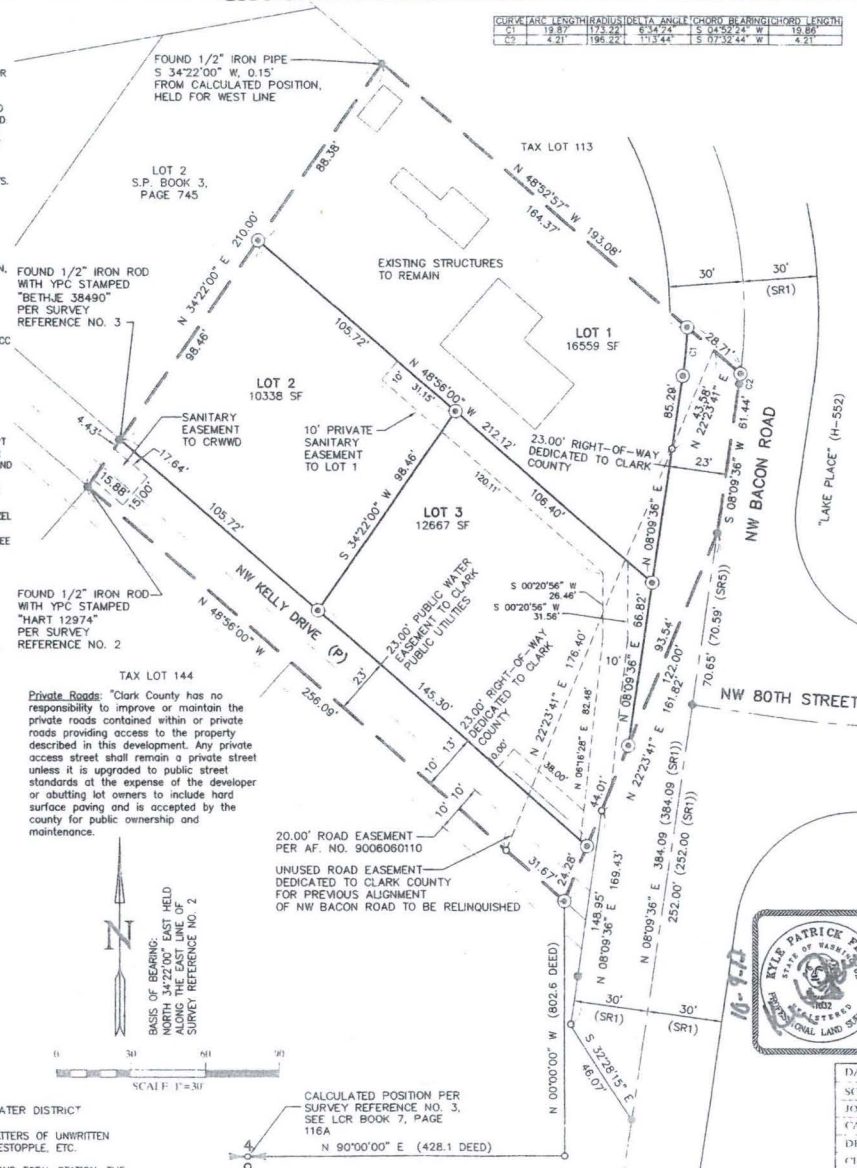 CURVE ARC LENGTH RADIUS DELTA ANGLE CHORD BEARING CHORD LENGTH
C1 19.87' 173.22' 6°34'24" S 04°52'24" W 19.86'
C2 4.21' 196.22' 1°13'44" S 07°32'44" W 4.21'
FOUND 1/2" IRON PIPE
S 34°22'00" W, 0.15'
FROM CALCULATED POSITION,
HELD FOR WEST LINE
TAX LOT 113
LOT 2
S.P. BOOK 3,
PAGE 745
88.38'
N 48°52'57" W 193.08'
164.37'
N 34°22'00" E 210.00'
98.46'
EXISTING STRUCTURES
TO REMAIN
30' 30'
(SR1)
FOUND 1/2" IRON ROD
WITH YPC STAMPED
"BETHJE 38490"
PER SURVEY
REFERENCE NO. 3
LOT 1
16559 SF
28.71'
C1
C2
105.72'
N 48°56'00" W 212.12'
10'
31.15'
LOT 2
10338 SF
85.29'
43.58'
N 22°23'41" E
S 08°09'36" W 61.44'
NW BACON ROAD
"LAKE PLACE" (H-552)
4.43'
SANITARY
EASEMENT
TO CRWWD
10' PRIVATE
SANITARY
EASEMENT
TO LOT 1
23.00' RIGHT-OF-WAY
DEDICATED TO CLARK
COUNTY
23'
17.64'
15.88'
15.00'
105.72'
S 34°22'00" W 98.46'
120.11'
106.40'
N 08°09'36" E
LOT 3
12667 SF
FOUND 1/2" IRON ROD
WITH YPC STAMPED
"HART 12974"
PER SURVEY
REFERENCE NO. 2
NW KELLY DRIVE (P)
N 48°56'00" W
256.09'
23.00' PUBLIC WATER
EASEMENT TO CLARK
PUBLIC UTILITIES
S 00°20'56" W
26.46'
S 00°20'56" W
31.56'
66.82'
N 08°09'36" E
10'
93.54'
122.00'
161.82'
N 22°23'41" E
70.65' (70.59' (SR5))
NW 80TH STREET
23'
145.30'
23.00' RIGHT-OF-WAY
DEDICATED TO CLARK
COUNTY
N 22°23'41" E 176.40'
N 06°16'28" E 82.48'
TAX LOT 144
Private Roads: "Clark County has no
responsibility to improve or maintain the
private roads contained within or private
roads providing access to the property
described in this development. Any private
access street shall remain a private street
unless it is upgraded to public street
standards at the expense of the developer
or abutting lot owners to include hard
surface paving and is accepted by the
county for public ownership and
maintenance.
10' 13'
0.00'
38.00'
44.01'
10' 10'
20.00' ROAD EASEMENT
PER AF. NO. 9006060110
UNUSED ROAD EASEMENT
DEDICATED TO CLARK COUNTY
FOR PREVIOUS ALIGNMENT
OF NW BACON ROAD TO BE RELINQUISHED
31.67'
24.28'
148.95'
N 08°09'36" E 169.43'
N 08°09'36" E 384.09 (384.09 (SR1))
252.00' (252.00 (SR1))
N
BASIS OF BEARING:
NORTH 34°22'00" EAST HELD
ALONG THE EAST LINE OF
SURVEY REFERENCE NO. 2
N 00°00'00" W (802.6 DEED)
30' 30'
(SR1) (SR1)
S 32°28'15" E
46.07'
10-9-12
KYLE PATRICK
STATE OF
REGISTERED
0 30 60 90
SCALE 1"=30'
CALCULATED POSITION PER
SURVEY REFERENCE NO. 3,
SEE LCR BOOK 7, PAGE
116A
N 90°00'00" E (428.1 DEED)
4
ATER DISTRICT
TTERS OF UNWRITTEN
ESTOPPLE, ETC.